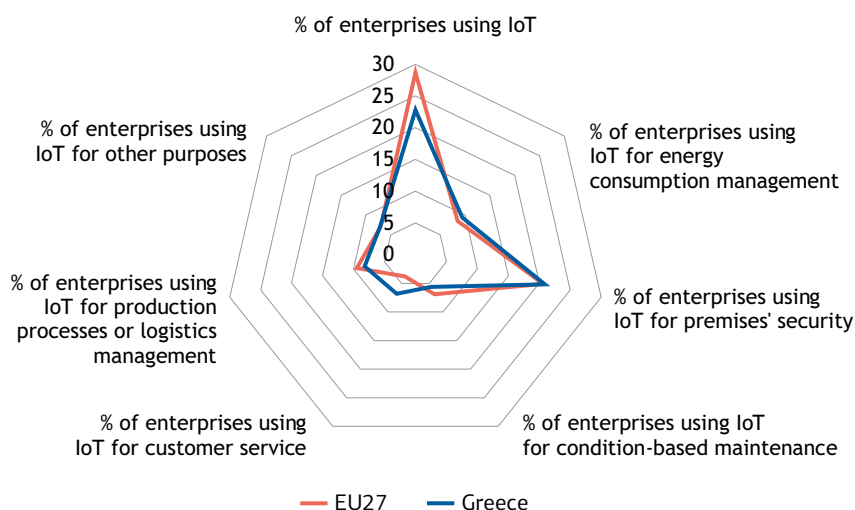 % of enterprises using IoT
30
25
20
15
10
5
0
% of enterprises using
IoT for energy
consumption management
% of enterprises using
IoT for premises' security
% of enterprises using IoT
for condition-based maintenance
% of enterprises using
IoT for customer service
% of enterprises using
IoT for production
processes or logistics
management
% of enterprises using
IoT for other purposes
EU27
Greece